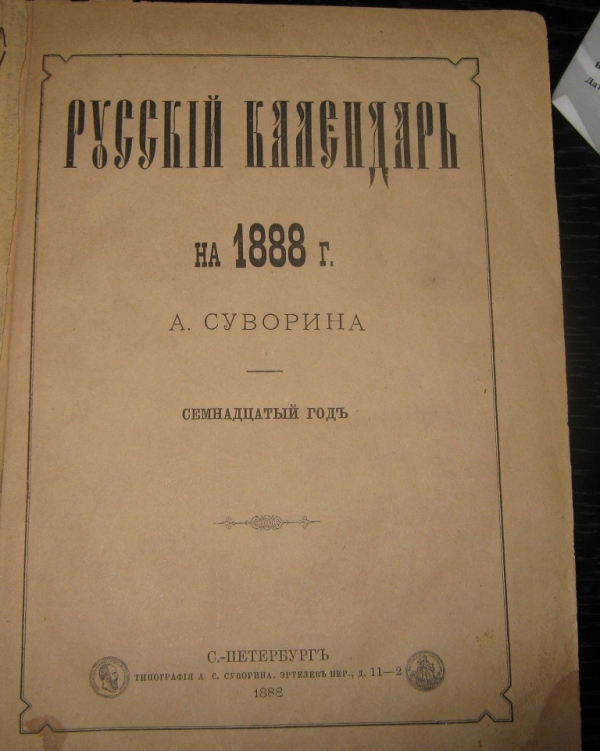 РУССКІЙ КАЛЕНДАРЬ
НА 1888 Г.
А. СУВОРИНА
СЕМНАДЦАТЫЙ ГОДЪ
С.-ПЕТЕРБУРГЪ
ТИПОГРАФІЯ А. С. СУВОРИНА. ЭРТЕЛЕВЪ ПЕР., Д. 11—2
1888